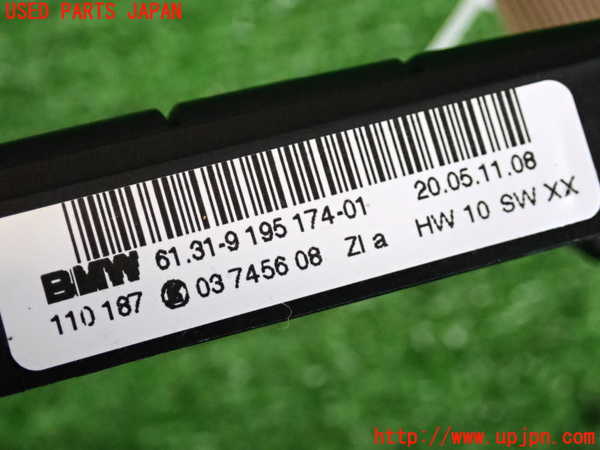 USED PARTS JAPAN
BMW 61.31-9 195 174-01 20.05.11.08
110 187 K 03 7456 08 ZI a HW 10 SW XX
http://www.upjpn.com